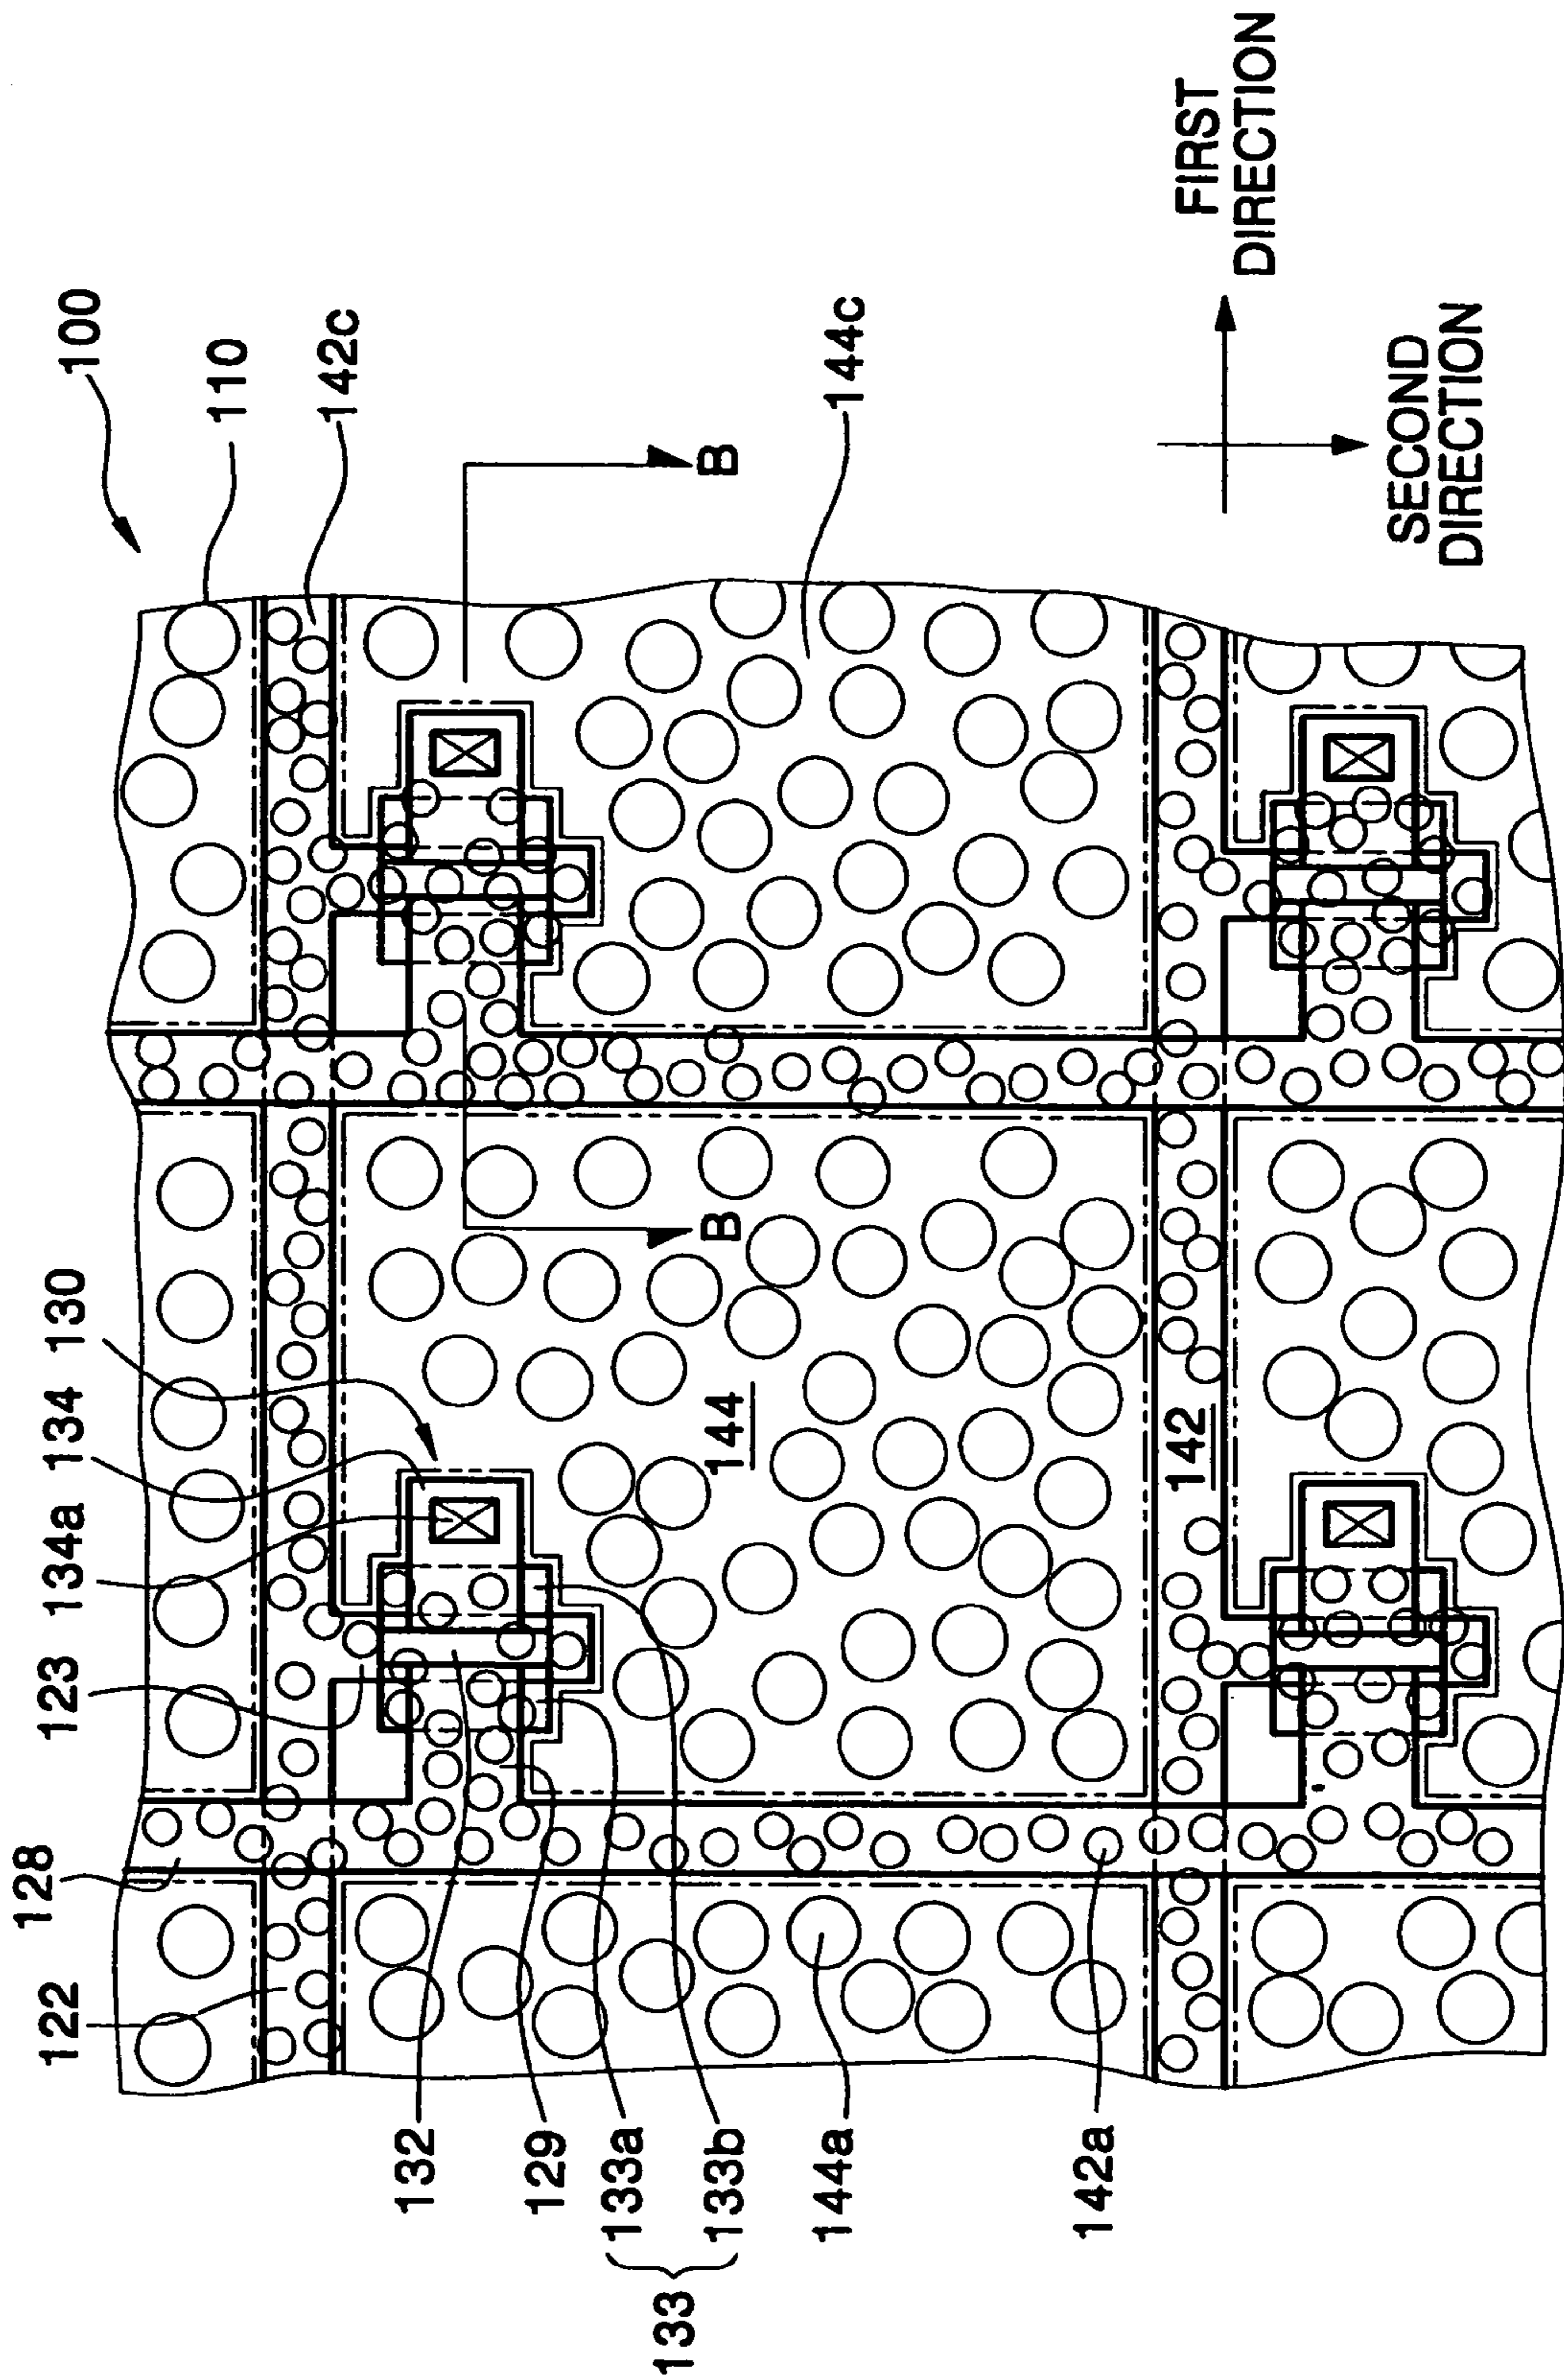 100
110
142c
B
144c
FIRST
DIRECTION
SECOND
DIRECTION
B
130
134
134a
123
128
122
144
142
132
129
133a
133b
133
144a
142a